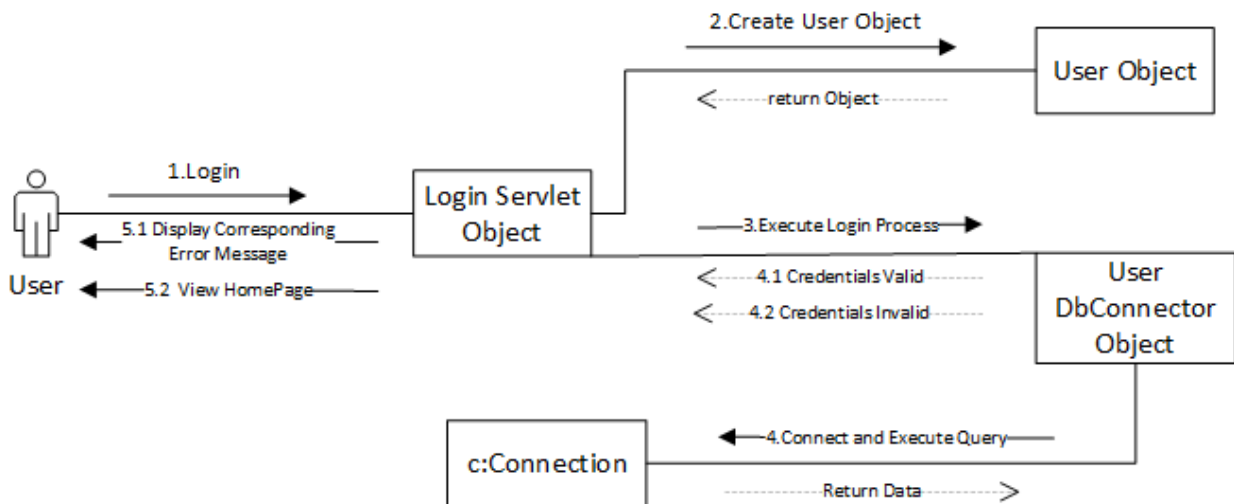 2.Create User Object
User Object
return Object
1.Login
Login Servlet
Object
5.1 Display Corresponding
Error Message
3.Execute Login Process
User
5.2 View HomePage
4.1 Credentials Valid
4.2 Credentials Invalid
User
DbConnector
Object
4.Connect and Execute Query
c:Connection
Return Data